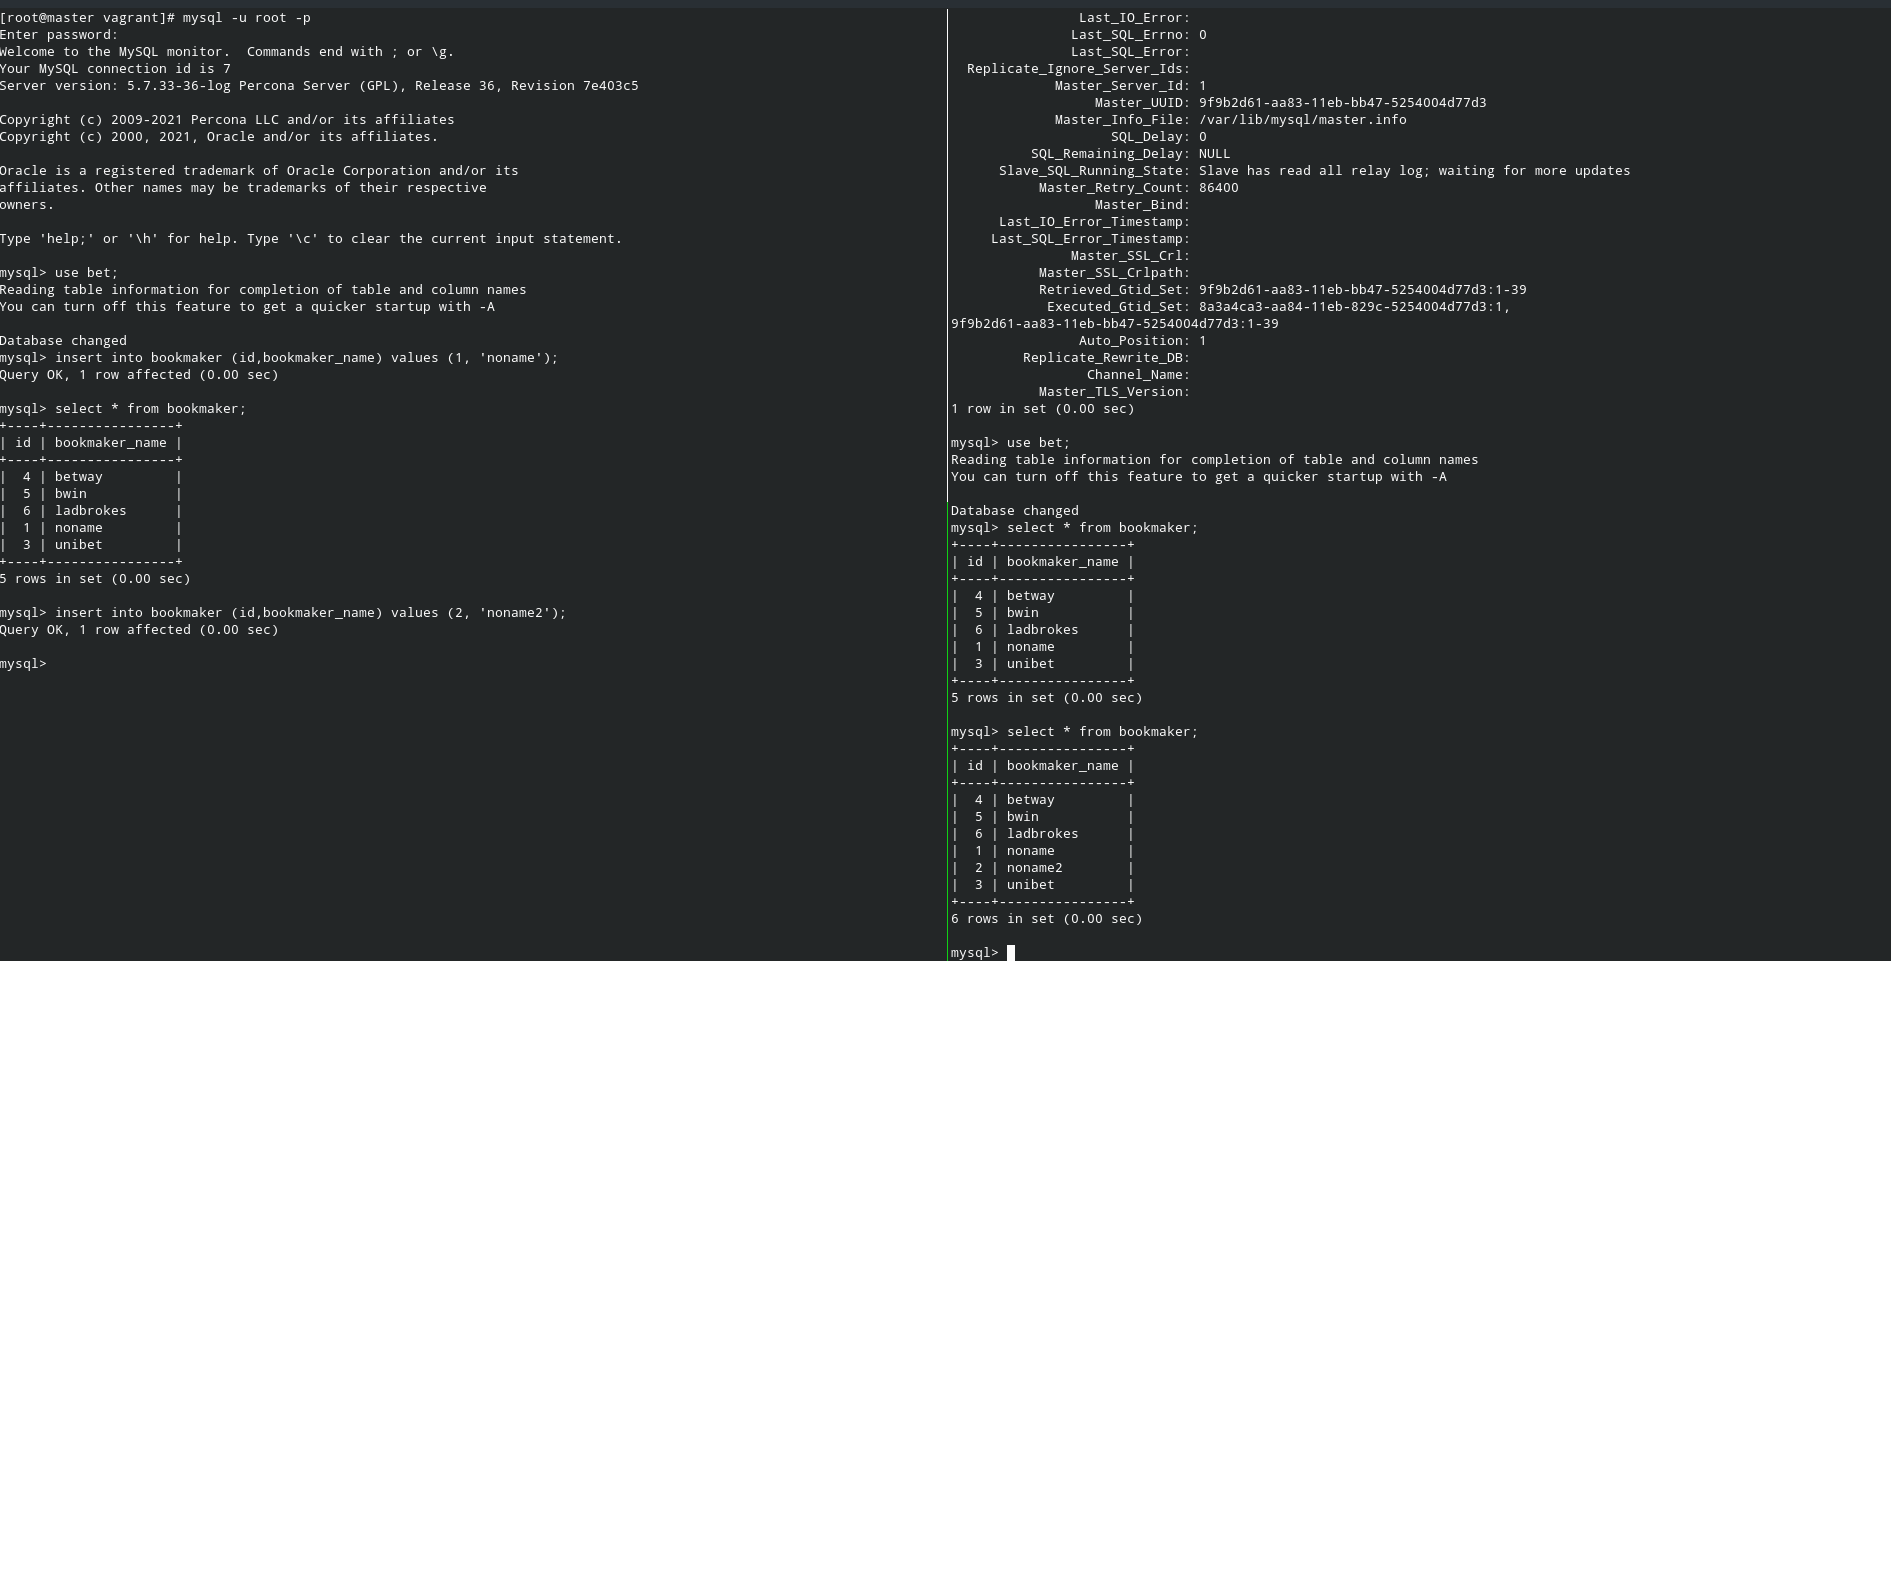 [root@master vagrant]# mysql -u root -p
Enter password:
Welcome to the MySQL monitor.  Commands end with ; or \g.
Your MySQL connection id is 7
Server version: 5.7.33-36-log Percona Server (GPL), Release 36, Revision 7e403c5
Copyright (c) 2009-2021 Percona LLC and/or its affiliates
Copyright (c) 2000, 2021, Oracle and/or its affiliates.
Oracle is a registered trademark of Oracle Corporation and/or its
affiliates. Other names may be trademarks of their respective
owners.
Type 'help;' or '\h' for help. Type '\c' to clear the current input statement.
mysql> use bet;
Reading table information for completion of table and column names
You can turn off this feature to get a quicker startup with -A
Database changed
mysql> insert into bookmaker (id,bookmaker_name) values (1, 'noname');
Query OK, 1 row affected (0.00 sec)
mysql> select * from bookmaker;
+----+----------------+
| id | bookmaker_name |
+----+----------------+
|  4 | betway         |
|  5 | bwin           |
|  6 | ladbrokes      |
|  1 | noname         |
|  3 | unibet         |
+----+----------------+
5 rows in set (0.00 sec)
mysql> insert into bookmaker (id,bookmaker_name) values (2, 'noname2');
Query OK, 1 row affected (0.00 sec)
mysql>
Last_IO_Error:
Last_SQL_Errno: 0
Last_SQL_Error:
Replicate_Ignore_Server_Ids:
Master_Server_Id: 1
Master_UUID: 9f9b2d61-aa83-11eb-bb47-5254004d77d3
Master_Info_File: /var/lib/mysql/master.info
SQL_Delay: 0
SQL_Remaining_Delay: NULL
Slave_SQL_Running_State: Slave has read all relay log; waiting for more updates
Master_Retry_Count: 86400
Master_Bind:
Last_IO_Error_Timestamp:
Last_SQL_Error_Timestamp:
Master_SSL_Crl:
Master_SSL_Crlpath:
Retrieved_Gtid_Set: 9f9b2d61-aa83-11eb-bb47-5254004d77d3:1-39
Executed_Gtid_Set: 8a3a4ca3-aa84-11eb-829c-5254004d77d3:1,
9f9b2d61-aa83-11eb-bb47-5254004d77d3:1-39
Auto_Position: 1
Replicate_Rewrite_DB:
Channel_Name:
Master_TLS_Version:
1 row in set (0.00 sec)
mysql> use bet;
Reading table information for completion of table and column names
You can turn off this feature to get a quicker startup with -A
Database changed
mysql> select * from bookmaker;
+----+----------------+
| id | bookmaker_name |
+----+----------------+
|  4 | betway         |
|  5 | bwin           |
|  6 | ladbrokes      |
|  1 | noname         |
|  3 | unibet         |
+----+----------------+
5 rows in set (0.00 sec)
mysql> select * from bookmaker;
+----+----------------+
| id | bookmaker_name |
+----+----------------+
|  4 | betway         |
|  5 | bwin           |
|  6 | ladbrokes      |
|  1 | noname         |
|  2 | noname2        |
|  3 | unibet         |
+----+----------------+
6 rows in set (0.00 sec)
mysql>